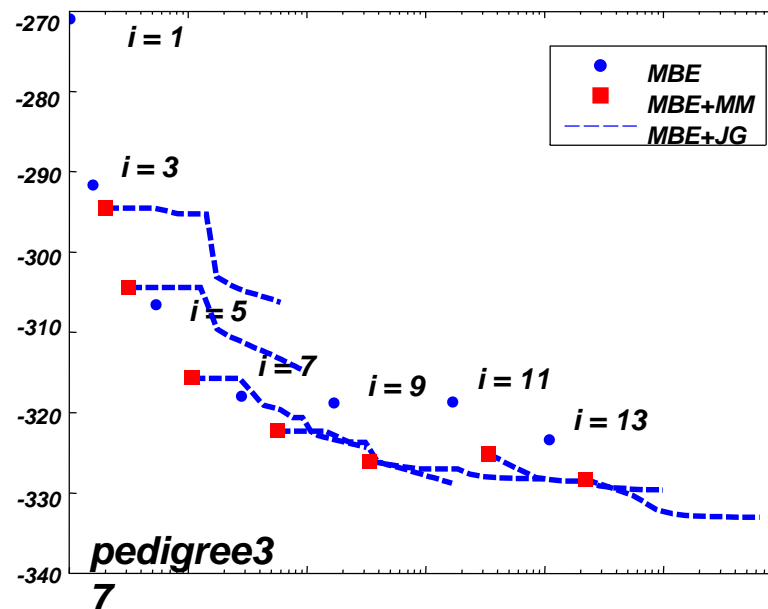 -270
i = 1
MBE
MBE+MM
MBE+JG
-280
-290
i = 3
-300
i = 5
-310
i = 7
i = 9
i = 11
-320
i = 13
-330
pedigree3
7
-340